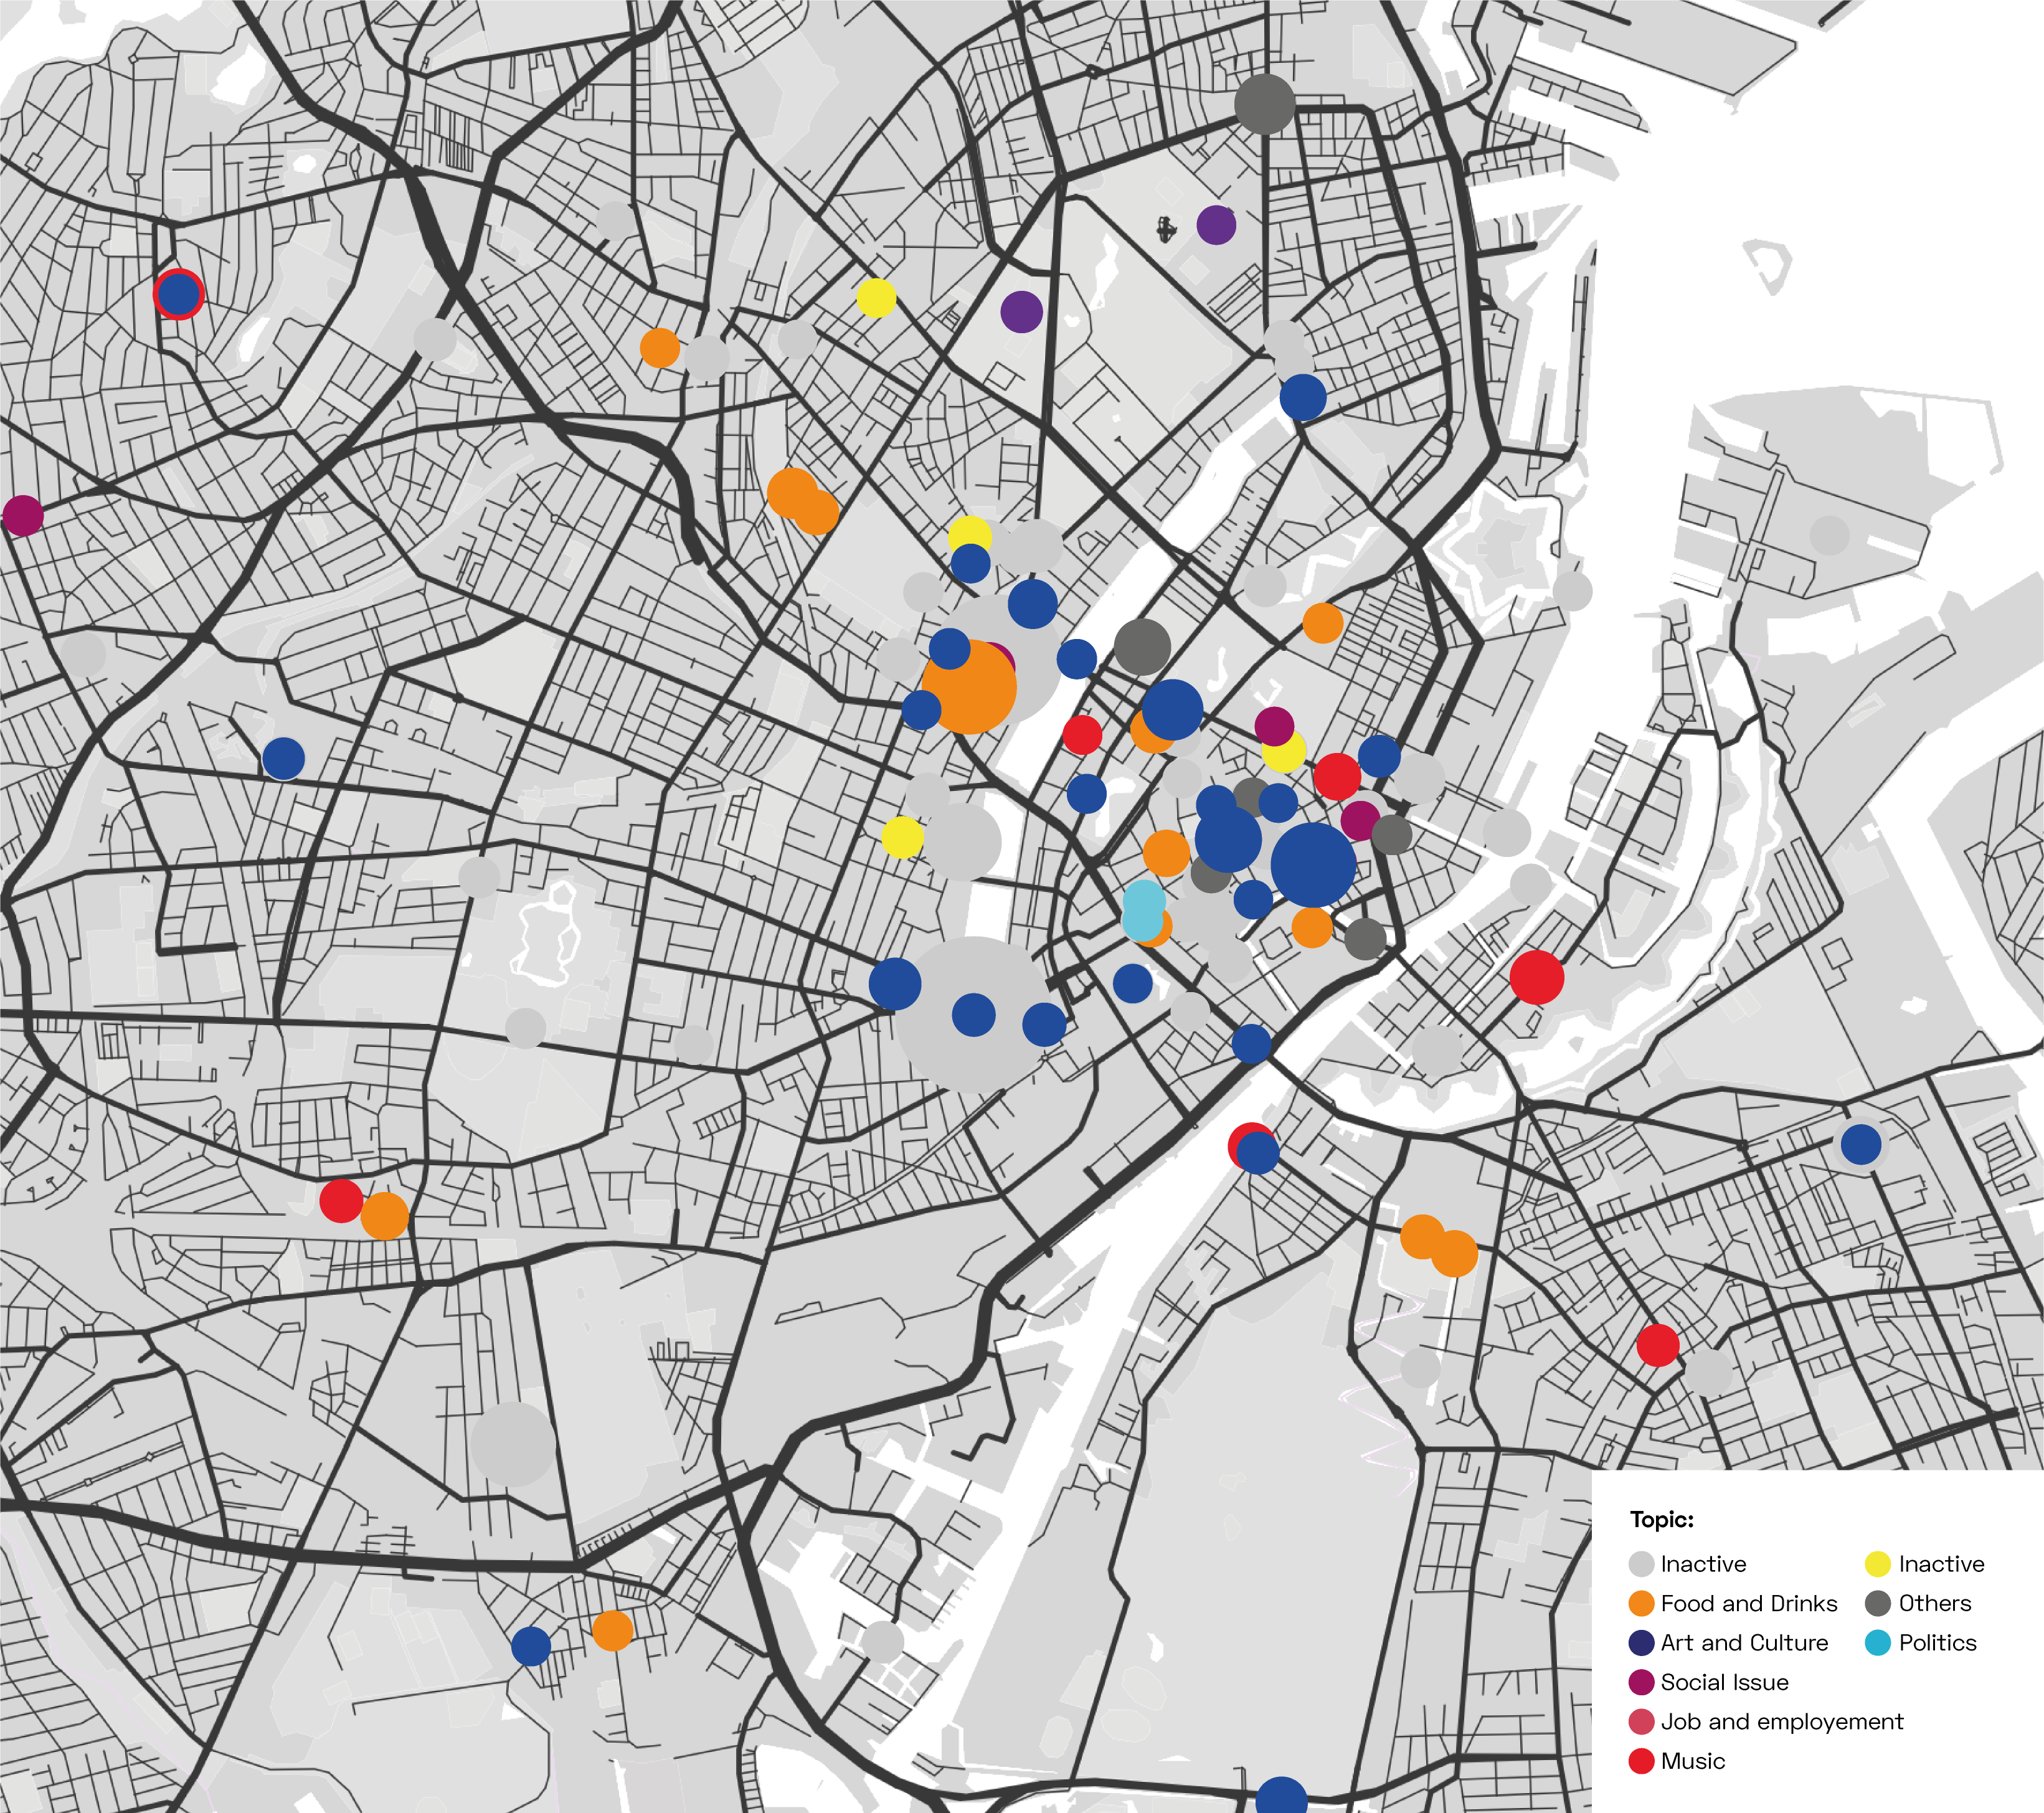 Topic:
Inactive
Food and Drinks
Art and Culture
Social Issue
Job and employement
Music
Inactive
Others
Politics